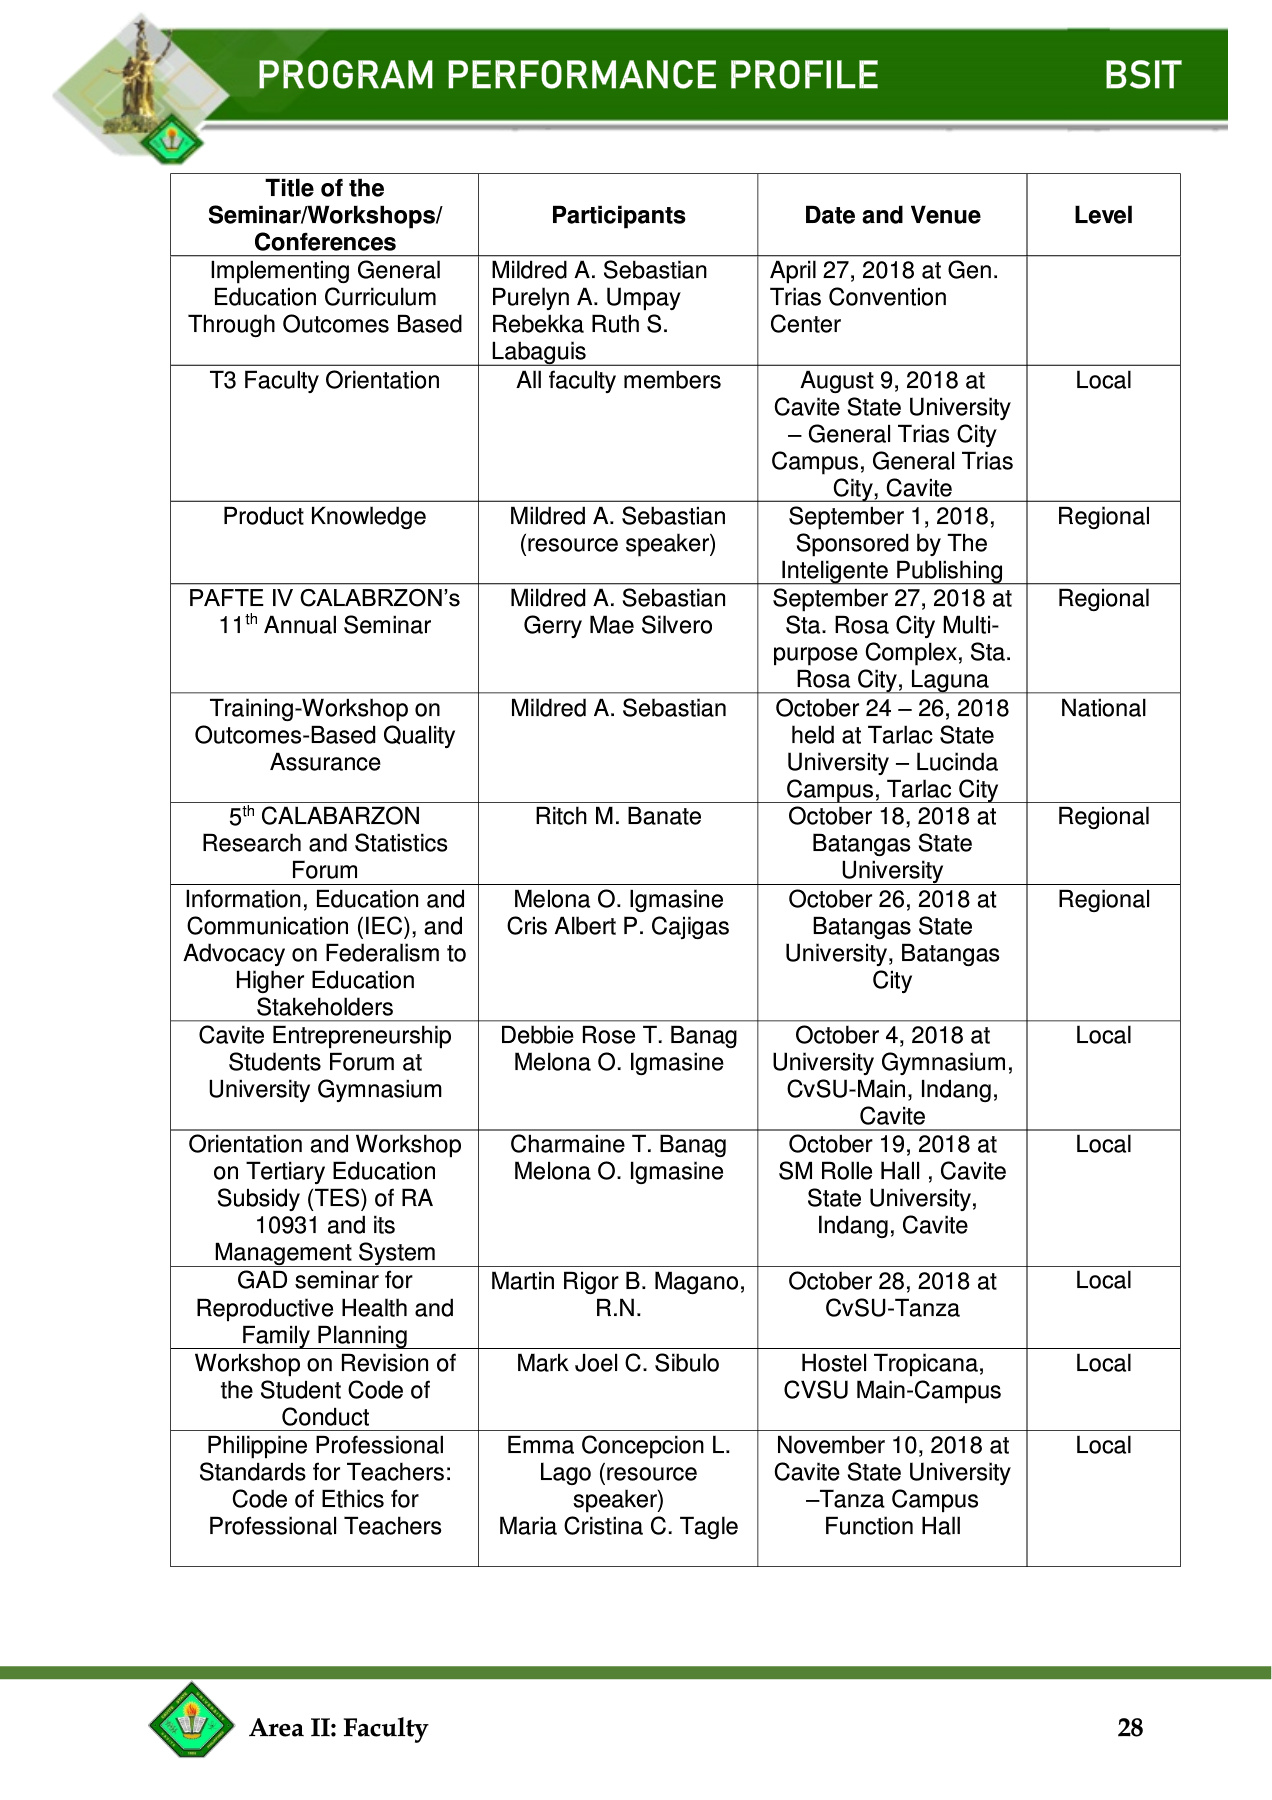 PROGRAM PERFORMANCE PROFILE BSIT
Title of the
Seminar/Workshops/
Conferences
Participants
Date and Venue
Level
Implementing General
Education Curriculum
Through Outcomes Based
Mildred A. Sebastian
Purelyn A. Umpay
Rebekka Ruth S.
Labaguis
April 27, 2018 at Gen.
Trias Convention
Center
T3 Faculty Orientation
All faculty members
August 9, 2018 at
Cavite State University
– General Trias City
Campus, General Trias
City, Cavite
Local
Product Knowledge
Mildred A. Sebastian
(resource speaker)
September 1, 2018,
Sponsored by The
Inteligente Publishing
Regional
PAFTE IV CALABRZON’s
11th Annual Seminar
Mildred A. Sebastian
Gerry Mae Silvero
September 27, 2018 at
Sta. Rosa City Multi-
purpose Complex, Sta.
Rosa City, Laguna
Regional
Training-Workshop on
Outcomes-Based Quality
Assurance
Mildred A. Sebastian
October 24 – 26, 2018
held at Tarlac State
University – Lucinda
Campus, Tarlac City
National
5th CALABARZON
Research and Statistics
Forum
Ritch M. Banate
October 18, 2018 at
Batangas State
University
Regional
Information, Education and
Communication (IEC), and
Advocacy on Federalism to
Higher Education
Stakeholders
Melona O. Igmasine
Cris Albert P. Cajigas
October 26, 2018 at
Batangas State
University, Batangas
City
Regional
Cavite Entrepreneurship
Students Forum at
University Gymnasium
Debbie Rose T. Banag
Melona O. Igmasine
October 4, 2018 at
University Gymnasium,
CvSU-Main, Indang,
Cavite
Local
Orientation and Workshop
on Tertiary Education
Subsidy (TES) of RA
10931 and its
Management System
Charmaine T. Banag
Melona O. Igmasine
October 19, 2018 at
SM Rolle Hall , Cavite
State University,
Indang, Cavite
Local
GAD seminar for
Reproductive Health and
Family Planning
Martin Rigor B. Magano,
R.N.
October 28, 2018 at
CvSU-Tanza
Local
Workshop on Revision of
the Student Code of
Conduct
Mark Joel C. Sibulo
Hostel Tropicana,
CVSU Main-Campus
Local
Philippine Professional
Standards for Teachers:
Code of Ethics for
Professional Teachers
Emma Concepcion L.
Lago (resource
speaker)
Maria Cristina C. Tagle
November 10, 2018 at
Cavite State University
–Tanza Campus
Function Hall
Local
Area II: Faculty 28